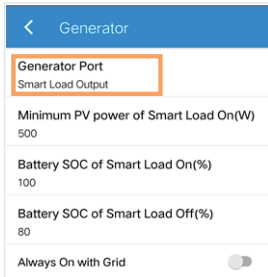 Generator
Generator Port
Smart Load Output
Minimum PV power of Smart Load On(W)
500
Battery SOC of Smart Load On(%)
100
Battery SOC of Smart Load Off(%)
80
Always On with Grid